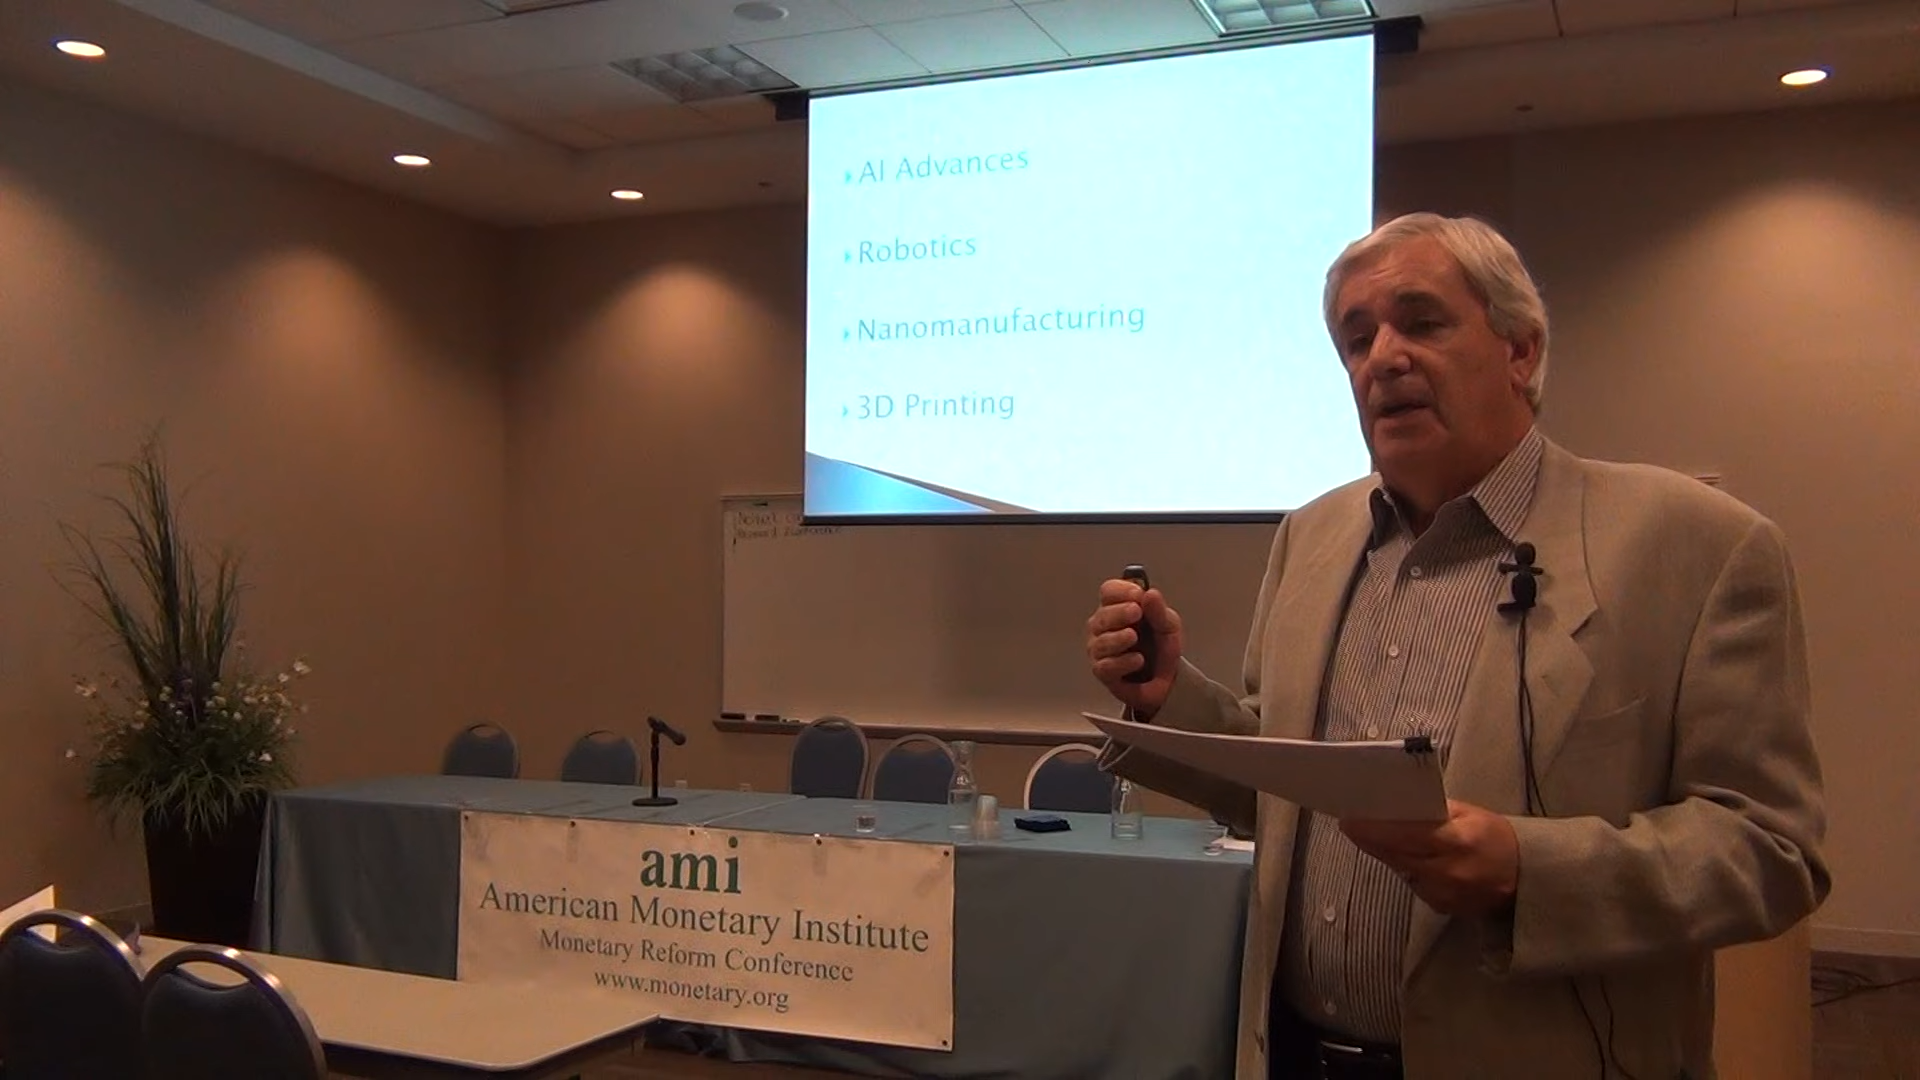 AI Advances
Robotics
Nanomanufacturing
3D Printing
ami
American Monetary Institute
Monetary Reform Conference
www.monetary.org